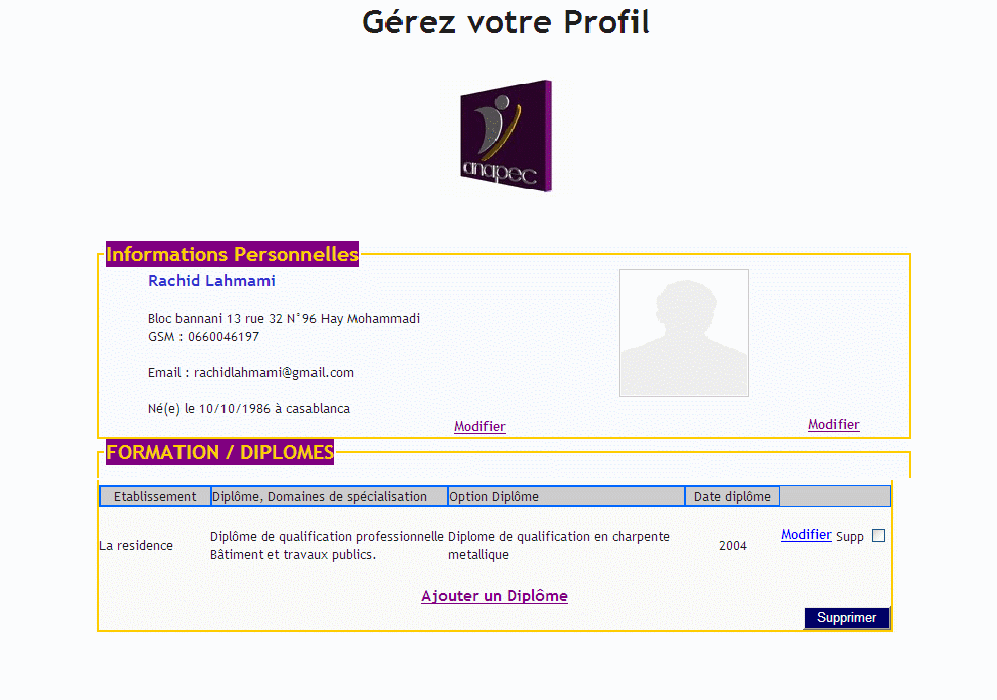 Gérez votre Profil
anapec
Informations Personnelles
Rachid Lahmami
Bloc bannani 13 rue 32 N°96 Hay Mohammadi
GSM : 0660046197
Email : rachidlahmami@gmail.com
Né(e) le 10/10/1986 à casablanca
Modifier Modifier
FORMATION / DIPLOMES
Etablissement Diplôme, Domaines de spécialisation Option Diplôme Date diplôme
La residence Diplôme de qualification professionnelle Diplome de qualification en charpente 2004 Modifier Supp
Bâtiment et travaux publics. metallique
Ajouter un Diplôme
Supprimer